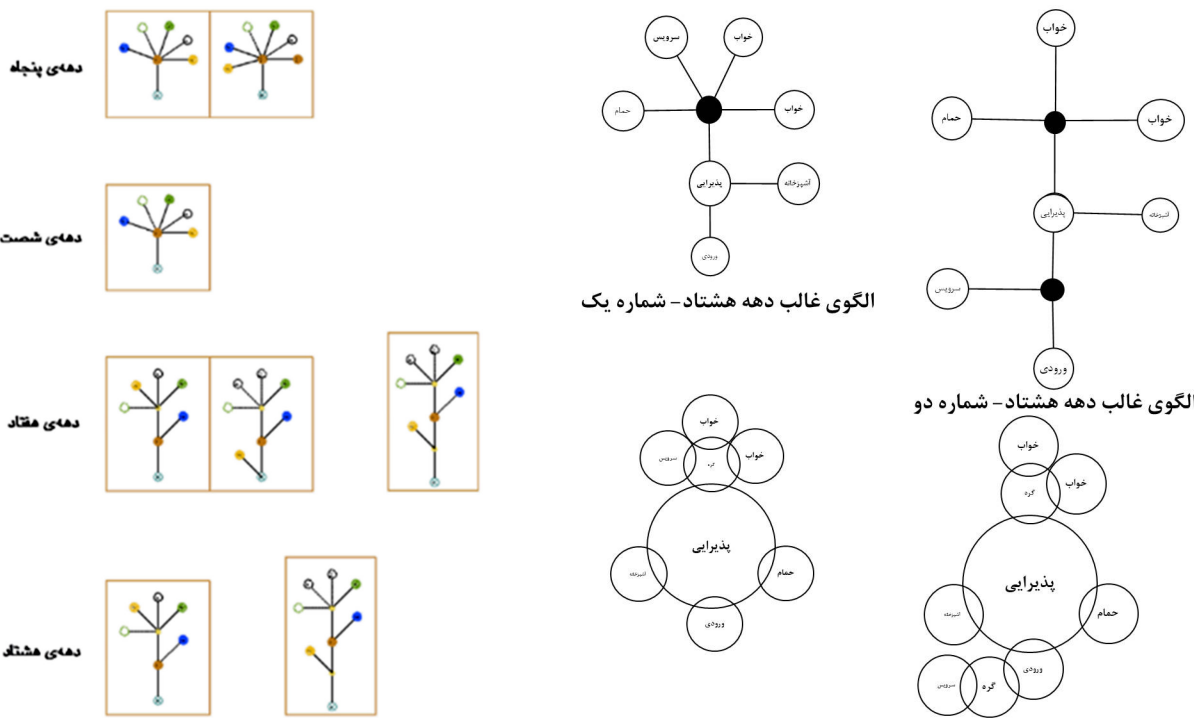 دهه‌ی پنجاه
دهه‌ی شصت
دهه‌ی هفتاد
دهه‌ی هشتاد
سرویس
خواب
حمام
خواب
پذیرایی
آشپزخانه
ورودی
الگوی غالب دهه هشتاد- شماره یک
خواب
حمام
خواب
پذیرایی
آشپزخانه
سرویس
ورودی
الگوی غالب دهه هشتاد- شماره دو
خواب
سرویس
گره
خواب
پذیرایی
آشپزخانه
حمام
ورودی
خواب
گره
خواب
پذیرایی
آشپزخانه
حمام
ورودی
سرویس
گره